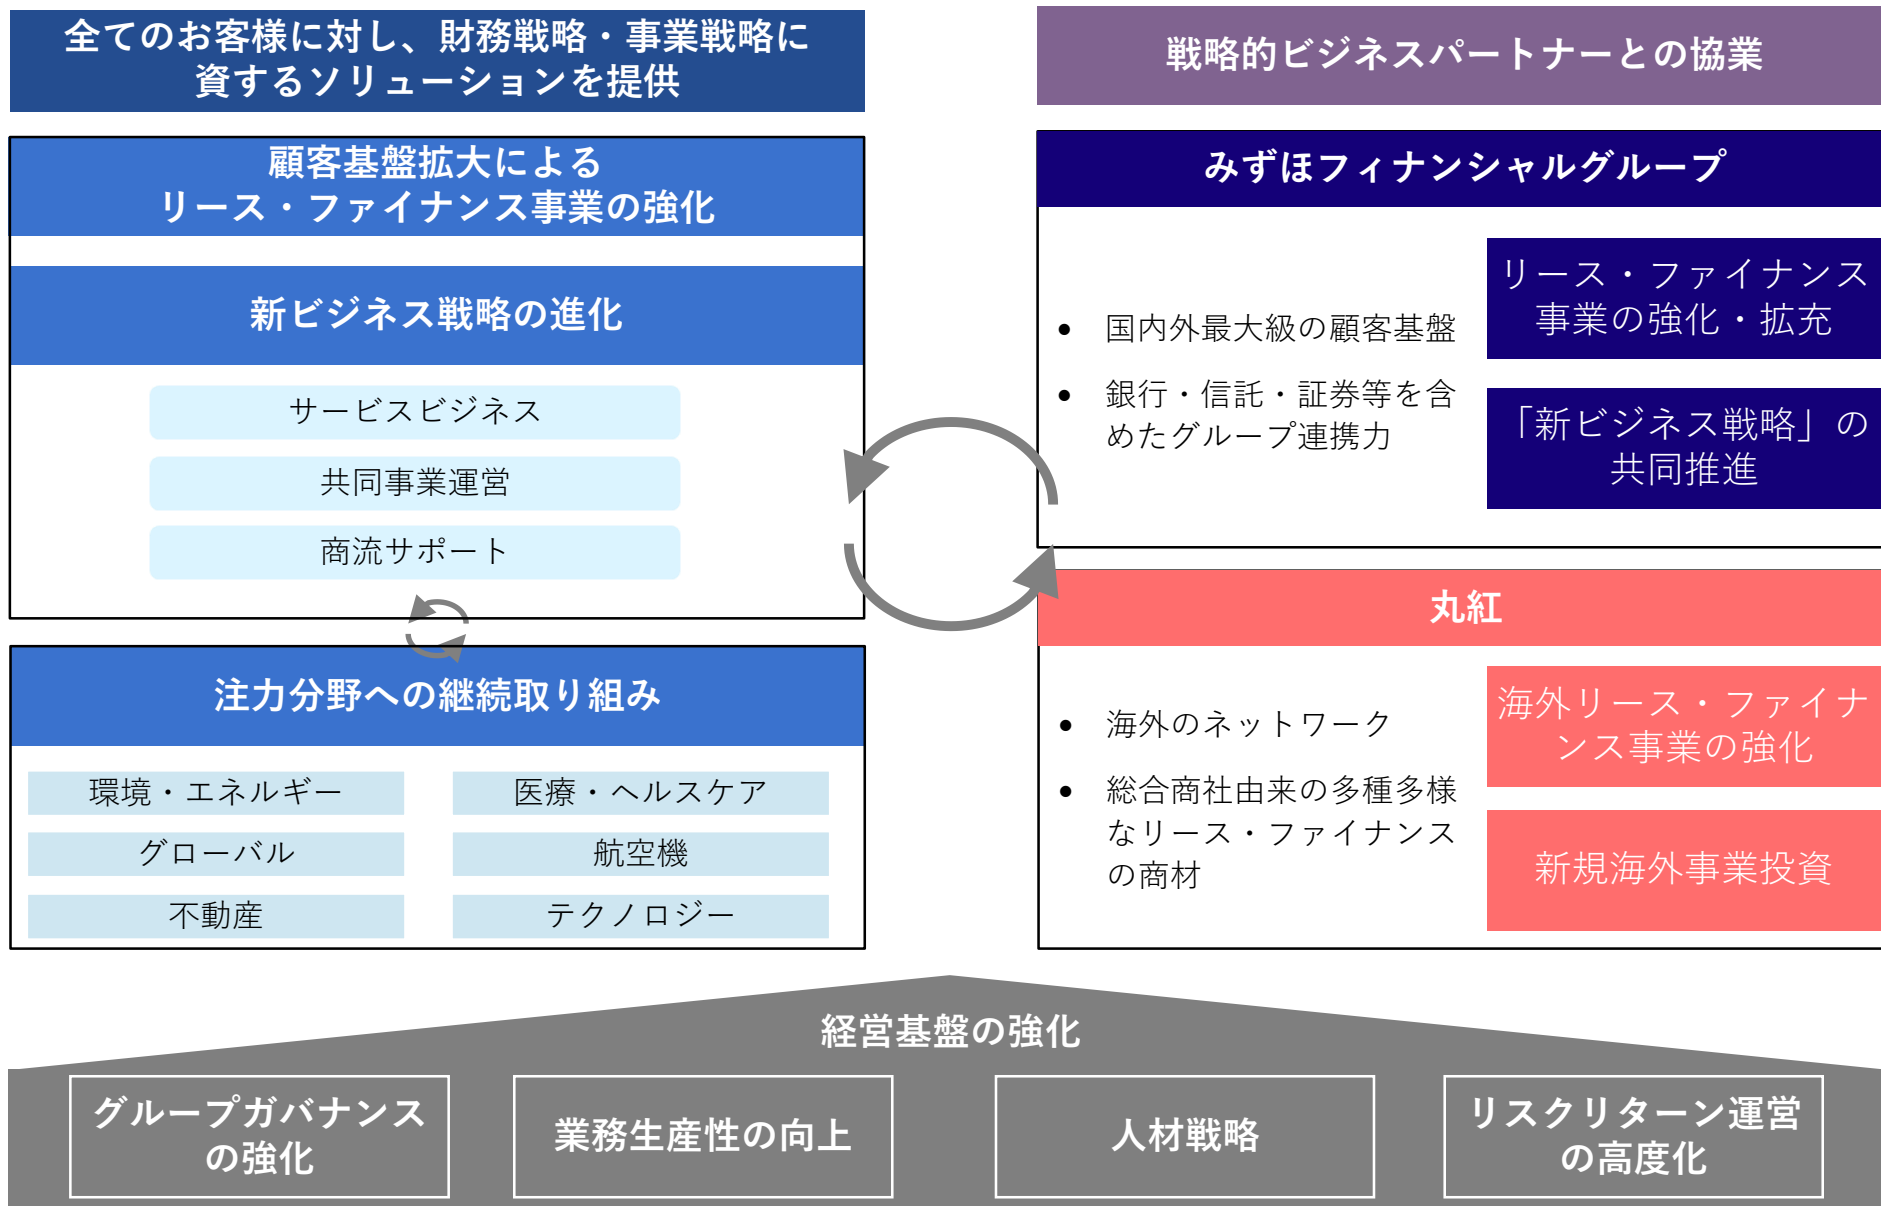 全てのお客様に対し、財務戦略・事業戦略に
資するソリューションを提供
顧客基盤拡大による
リース・ファイナンス事業の強化
新ビジネス戦略の進化
サービスビジネス
共同事業運営
商流サポート
注力分野への継続取り組み
環境・エネルギー
医療・ヘルスケア
グローバル
航空機
不動産
テクノロジー
戦略的ビジネスパートナーとの協業
みずほフィナンシャルグループ
• 国内外最大級の顧客基盤
• 銀行・信託・証券等を含
めたグループ連携力
リース・ファイナンス
事業の強化・拡充
「新ビジネス戦略」の
共同推進
丸紅
• 海外のネットワーク
• 総合商社由来の多種多様
なリース・ファイナンス
の商材
海外リース・ファイナ
ンス事業の強化
新規海外事業投資
経営基盤の強化
グループガバナンス
の強化
業務生産性の向上
人材戦略
リスクリターン運営
の高度化